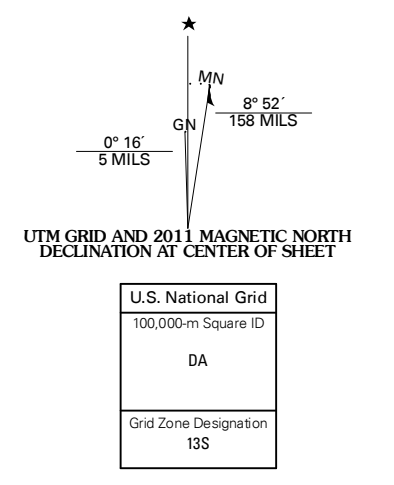 ★
MN
GN
8° 52´
158 MILS
0° 16´
5 MILS
UTM GRID AND 2011 MAGNETIC NORTH
DECLINATION AT CENTER OF SHEET
U.S. National Grid
100,000-m Square ID
DA
Grid Zone Designation
13S